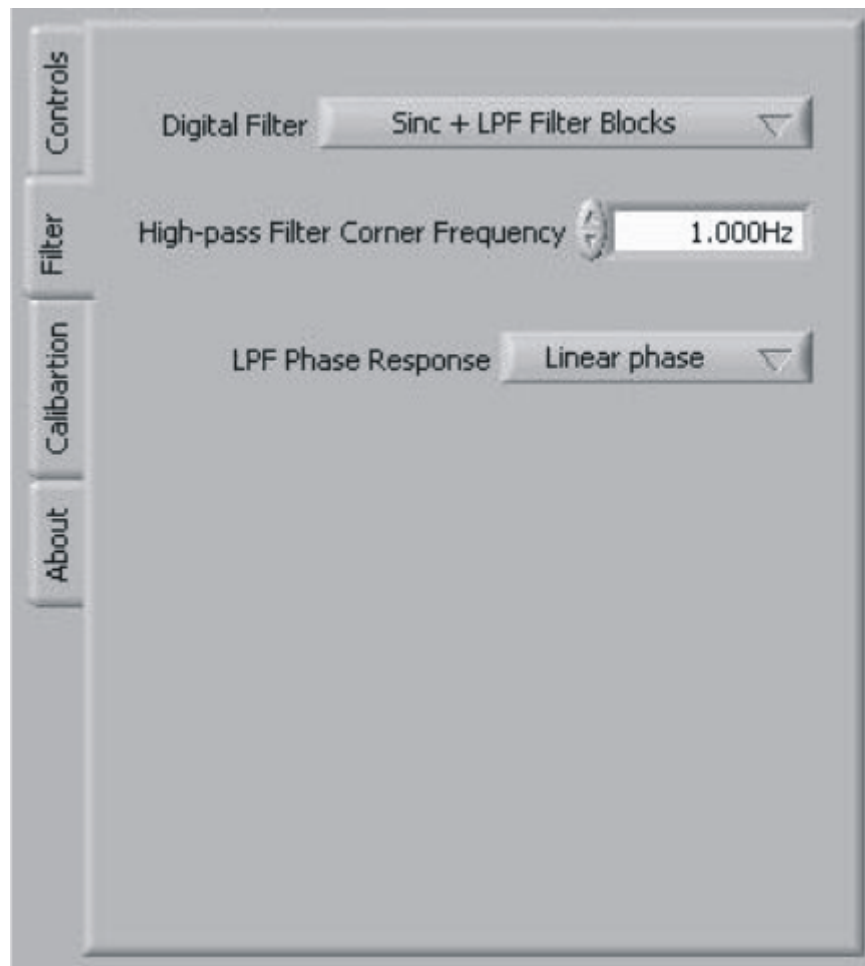 Controls
Filter
Calibartion
About
Digital Filter Sinc + LPF Filter Blocks
High-pass Filter Corner Frequency 1.000Hz
LPF Phase Response Linear phase